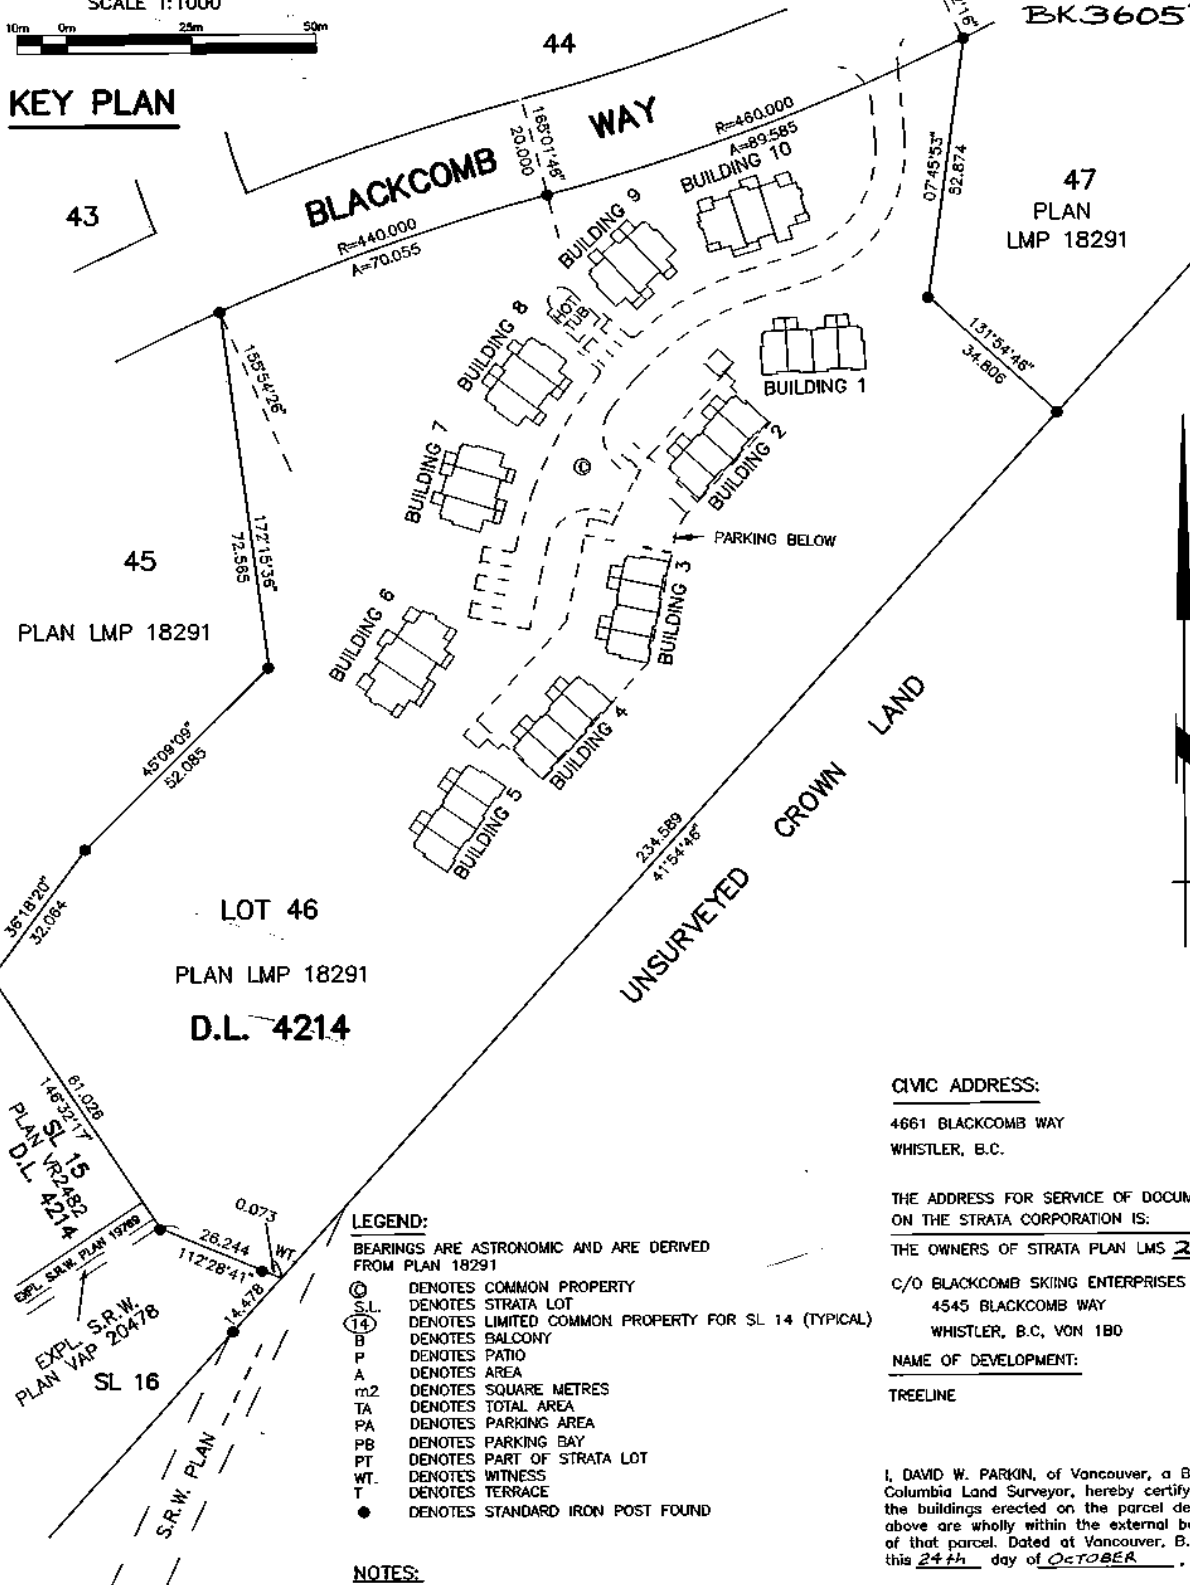 SCALE 1:1000
10m 0m 25m 50m
KEY PLAN
BK3605
44
43
BLACKCOMB WAY
165°01'46"
20.000
R=460.000
A=89.585
R=440.000
A=70.055
07°45'53"
52.874
47
PLAN
LMP 18291
131°54'46"
34.806
BUILDING 10
BUILDING 9
HOT
TUB
BUILDING 8
BUILDING 7
BUILDING 6
BUILDING 5
BUILDING 4
BUILDING 3
BUILDING 2
BUILDING 1
©
PARKING BELOW
155°54'26"
172°15'36"
72.565
45
PLAN LMP 18291
45°09'09"
52.085
36°18'20"
32.064
234.589
41°54'46"
UNSURVEYED CROWN LAND
LOT 46
PLAN LMP 18291
D.L. 4214
61.026
146°32'17"
SL 15
PLAN VR2482
D.L. 4214
EXPL. S.R.W. PLAN 19769
EXPL. S.R.W.
PLAN VAP 20478
SL 16
0.073
26.244
112°28'41"
WT
14.478
S.R.W. PLAN
LEGEND:
BEARINGS ARE ASTRONOMIC AND ARE DERIVED
FROM PLAN 18291
© DENOTES COMMON PROPERTY
S.L. DENOTES STRATA LOT
14 DENOTES LIMITED COMMON PROPERTY FOR SL 14 (TYPICAL)
B DENOTES BALCONY
P DENOTES PATIO
A DENOTES AREA
m2 DENOTES SQUARE METRES
TA DENOTES TOTAL AREA
PA DENOTES PARKING AREA
PB DENOTES PARKING BAY
PT DENOTES PART OF STRATA LOT
WT. DENOTES WITNESS
T DENOTES TERRACE
● DENOTES STANDARD IRON POST FOUND
NOTES:
CIVIC ADDRESS:
4661 BLACKCOMB WAY
WHISTLER, B.C.
THE ADDRESS FOR SERVICE OF DOCUM
ON THE STRATA CORPORATION IS:
THE OWNERS OF STRATA PLAN LMS 2
C/O BLACKCOMB SKIING ENTERPRISES
4545 BLACKCOMB WAY
WHISTLER, B.C, VON 1B0
NAME OF DEVELOPMENT:
TREELINE
I, DAVID W. PARKIN, of Vancouver, a B
Columbia Land Surveyor, hereby certify
the buildings erected on the parcel de
above are wholly within the external b
of that parcel. Dated at Vancouver, B.
this 24th day of OCTOBER .